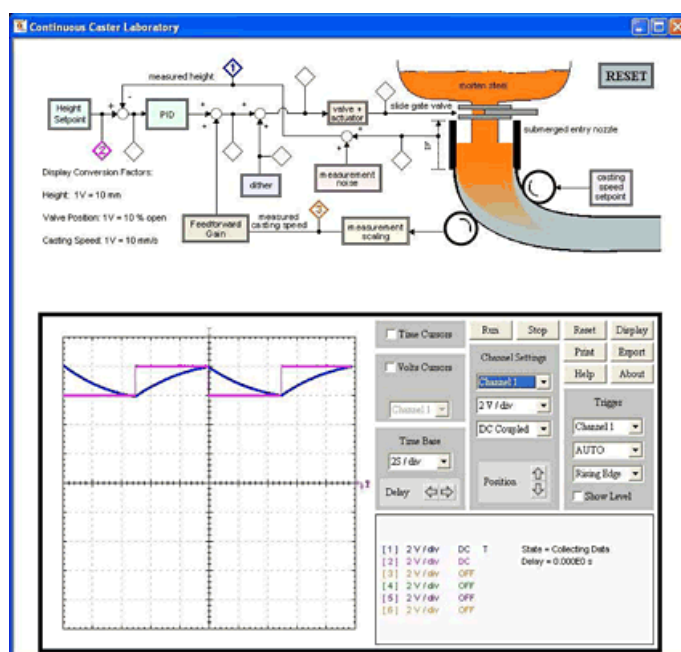 Continuous Caster Laboratory
measured height
1
molten steel
RESET
Height
Setpoint
+
-
PID
+
+
+
+
valve +
actuator
slide gate valve
submerged entry nozzle
2
dither
measurement
noise
+
+
casting
speed
setpoint
Display Conversion Factors:
Height: 1V = 10 mm
Valve Position: 1V = 10 % open
Casting Speed: 1V = 10 mm/s
Feedforward
Gain
measured
casting speed
3
measurement
scaling
Time Cursors
Volts Cursors
Channel 1
Time Base
2S / div
Delay
Run
Stop
Reset
Display
Print
Export
Help
About
Channel Settings
Channel 1
2 V / div
DC Coupled
Position
Trigger
Channel 1
AUTO
Rising Edge
Show Level
[1] 2 V / div DC T
[2] 2 V / div DC
[3] 2 V / div OFF
[4] 2 V / div OFF
[5] 2 V / div OFF
[6] 2 V / div OFF
State = Collecting Data
Delay = 0.000E0 s